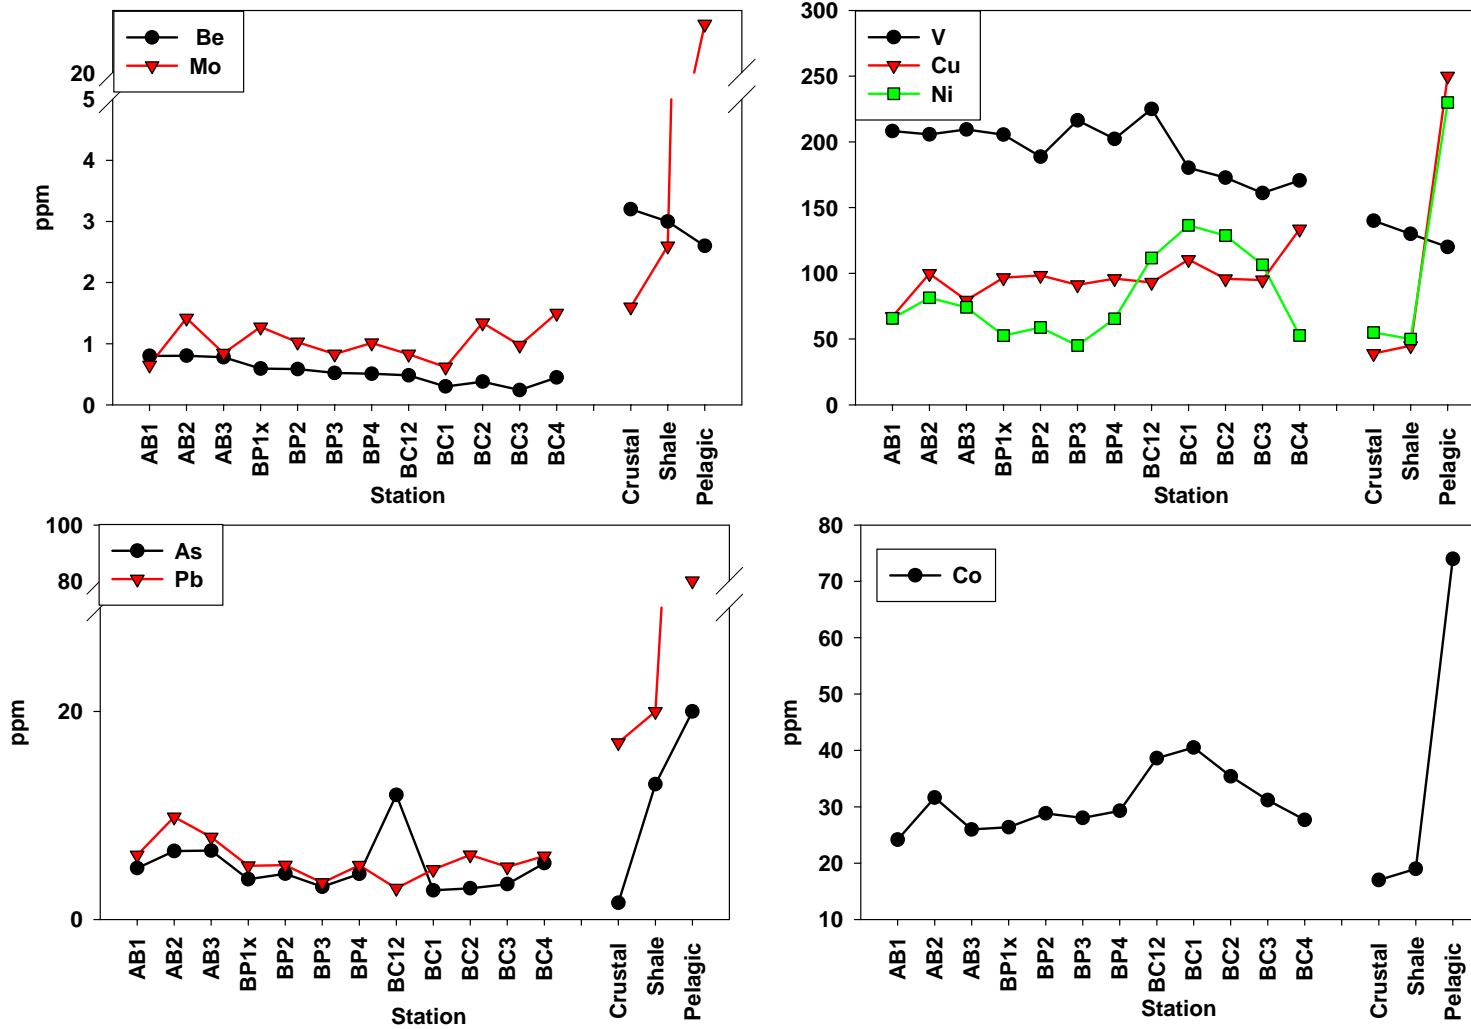 Be
Mo
20
5
4
3
2
1
0
ppm
AB1
AB2
AB3
BP1x
BP2
BP3
BP4
BC12
BC1
BC2
BC3
BC4
Crustal
Shale
Pelagic
Station
V
Cu
Ni
300
250
200
150
100
50
0
AB1
AB2
AB3
BP1x
BP2
BP3
BP4
BC12
BC1
BC2
BC3
BC4
Crustal
Shale
Pelagic
Station
As
Pb
100
80
20
0
ppm
AB1
AB2
AB3
BP1x
BP2
BP3
BP4
BC12
BC1
BC2
BC3
BC4
Crustal
Shale
Pelagic
Station
Co
80
70
60
50
40
30
20
10
ppm
AB1
AB2
AB3
BP1x
BP2
BP3
BP4
BC12
BC1
BC2
BC3
BC4
Crustal
Shale
Pelagic
Station